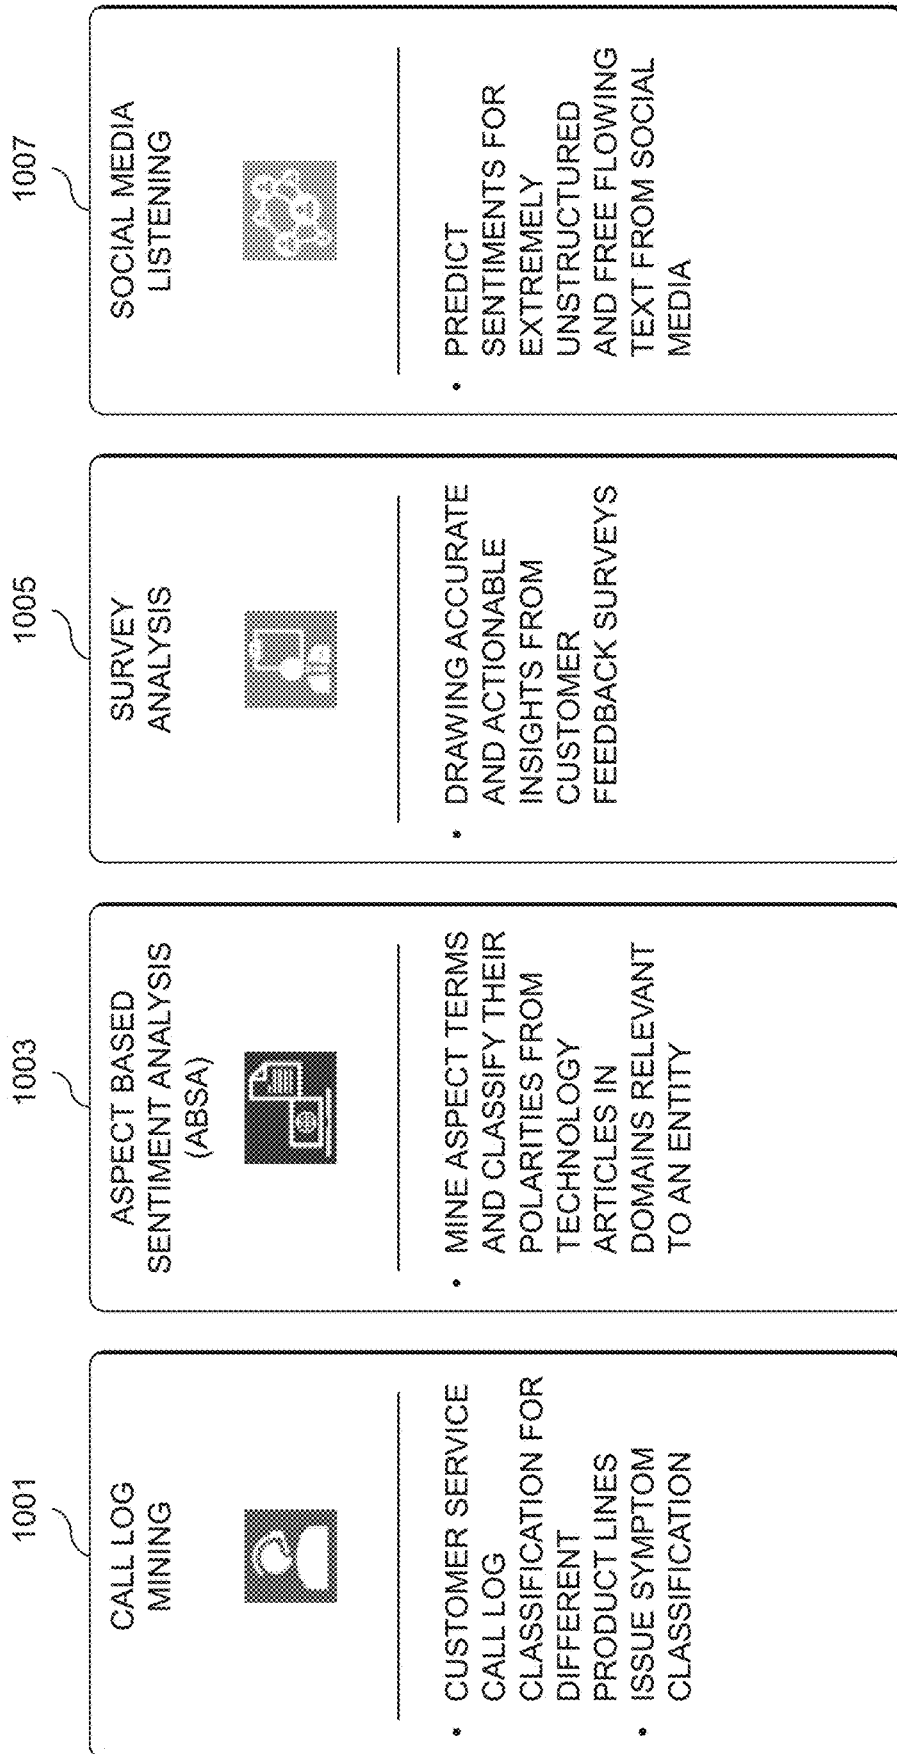 1001
CALL LOG
MINING
• CUSTOMER SERVICE
CALL LOG
CLASSIFICATION FOR
DIFFERENT
PRODUCT LINES
• ISSUE SYMPTOM
CLASSIFICATION
1003
ASPECT BASED
SENTIMENT ANALYSIS
(ABSA)
• MINE ASPECT TERMS
AND CLASSIFY THEIR
POLARITIES FROM
TECHNOLOGY
ARTICLES IN
DOMAINS RELEVANT
TO AN ENTITY
1005
SURVEY
ANALYSIS
• DRAWING ACCURATE
AND ACTIONABLE
INSIGHTS FROM
CUSTOMER
FEEDBACK SURVEYS
1007
SOCIAL MEDIA
LISTENING
• PREDICT
SENTIMENTS FOR
EXTREMELY
UNSTRUCTURED
AND FREE FLOWING
TEXT FROM SOCIAL
MEDIA